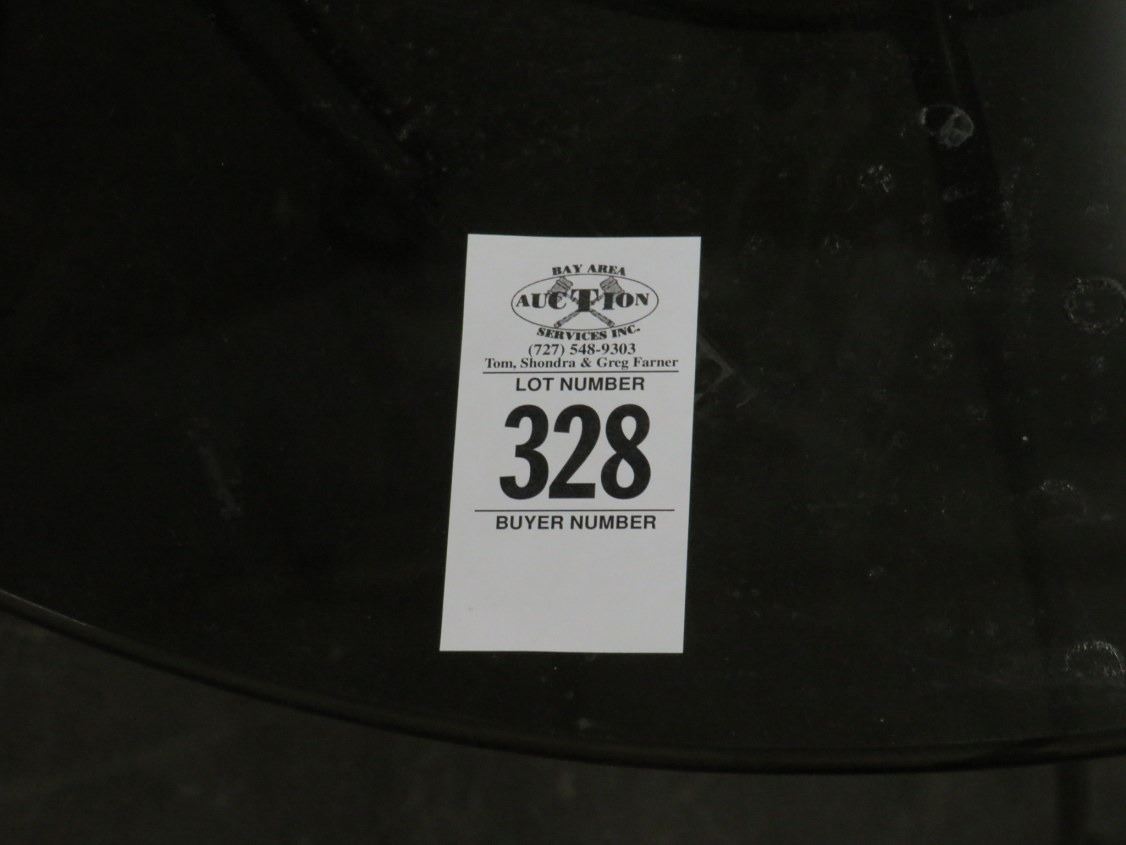 BAY AREA
AUCTION
SERVICES INC.
(727) 548-9303
Tom, Shondra & Greg Farner
LOT NUMBER
328
BUYER NUMBER